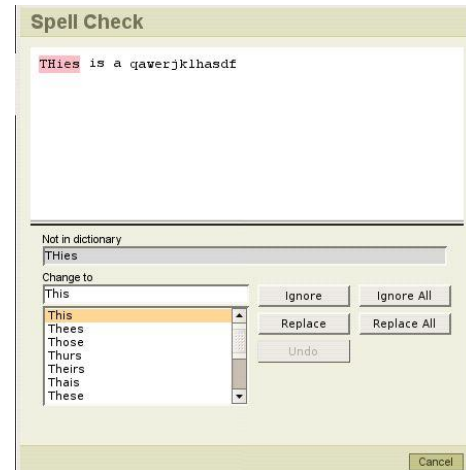 Spell Check
THies is a qawerjklhasdf
Not in dictionary
THies
Change to
This
Ignore
Ignore All
This
Thees
Those
Thurs
Theirs
Thais
These
Replace
Replace All
Undo
Cancel